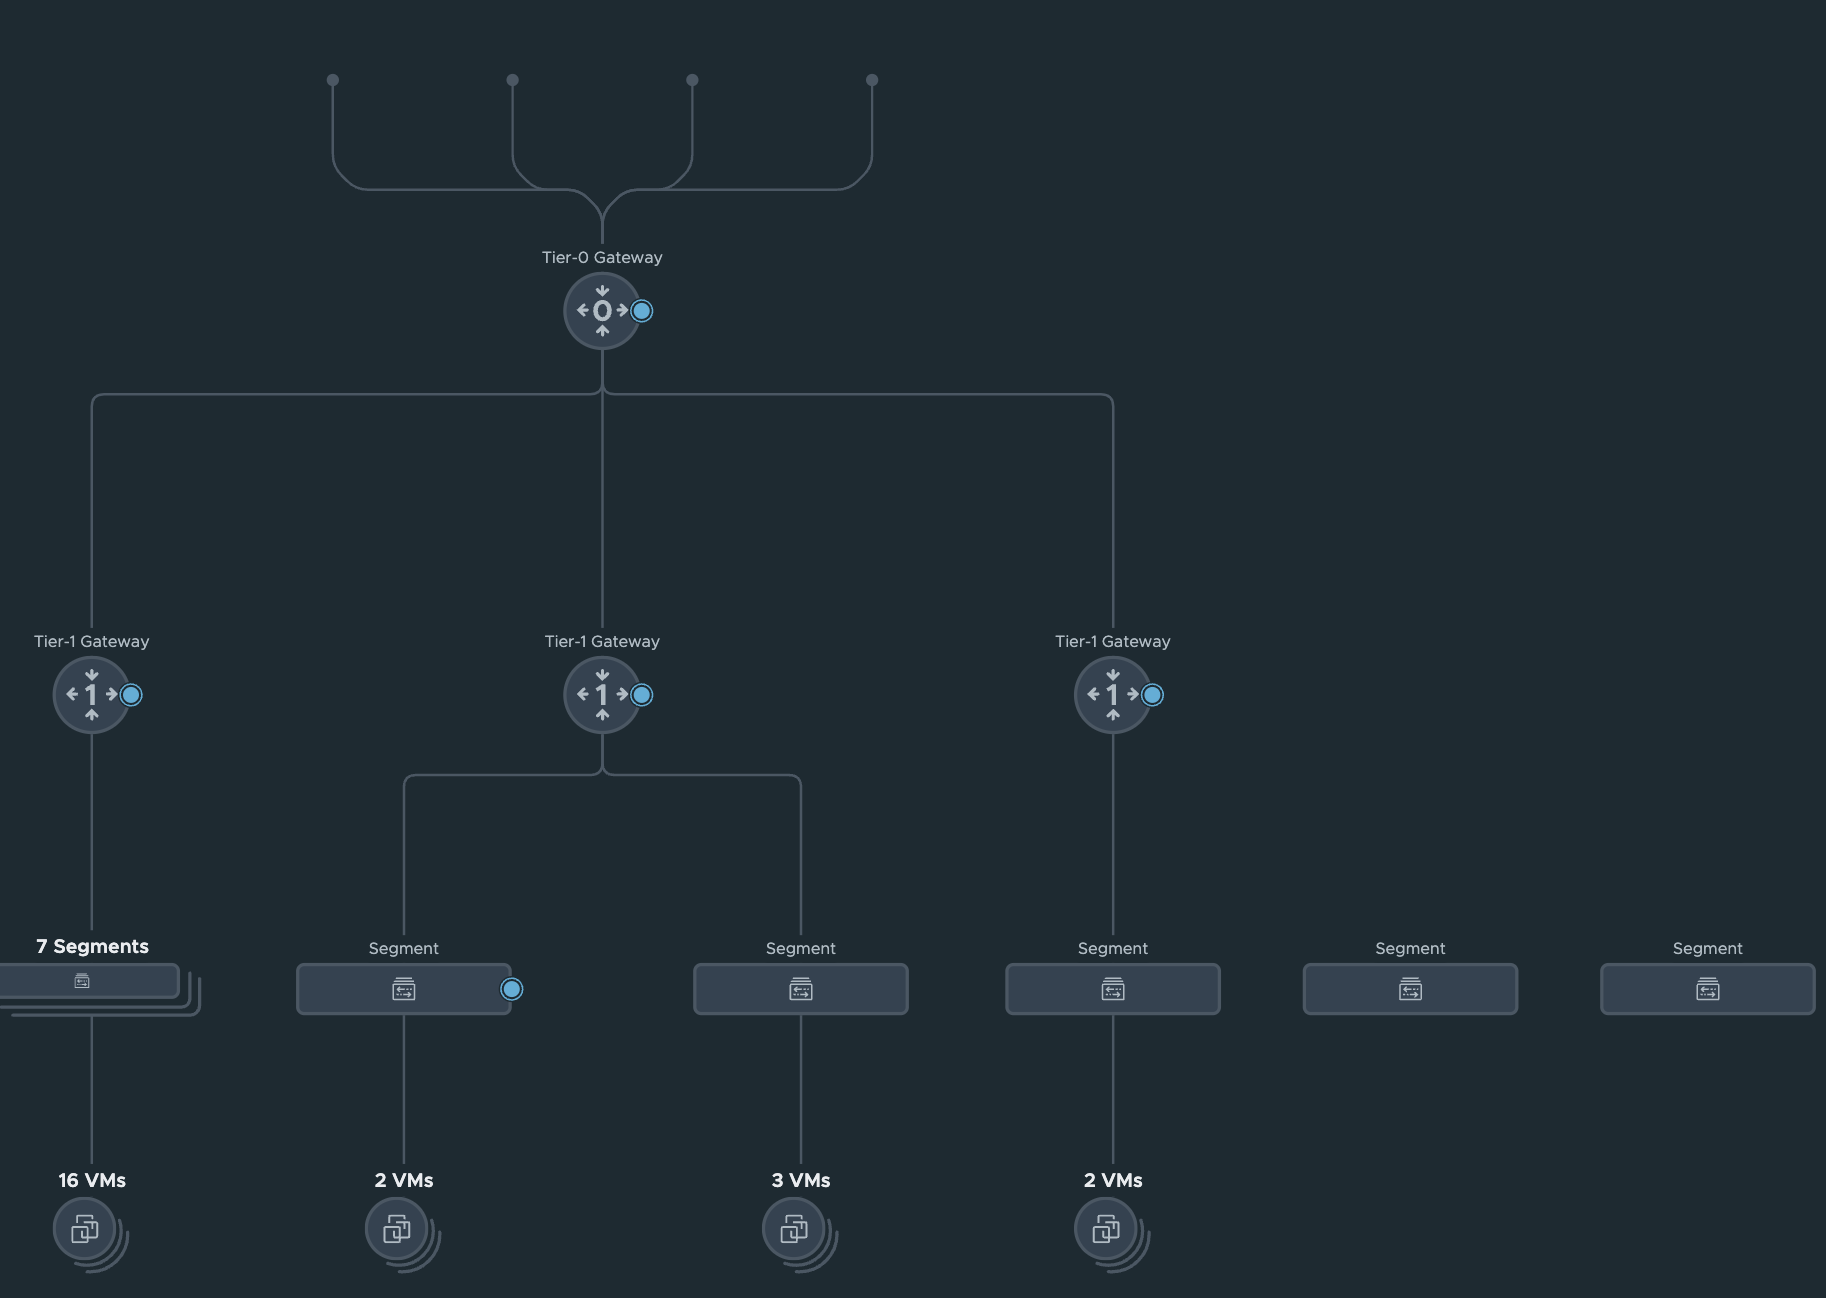 Tier-0 Gateway
0
Tier-1 Gateway
Tier-1 Gateway
Tier-1 Gateway
1
1
1
7 Segments
Segment
Segment
Segment
Segment
Segment
16 VMs
2 VMs
3 VMs
2 VMs